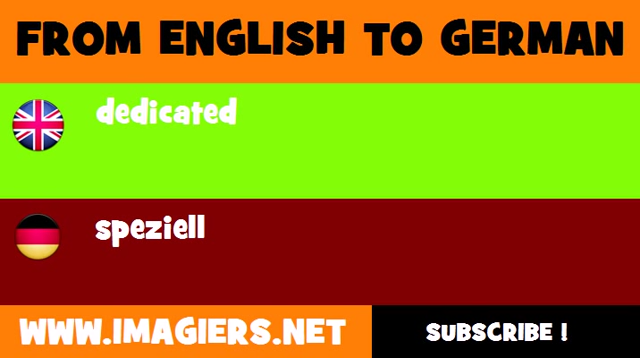 FROM ENGLISH TO GERMAN
dedicated
speziell
WWW.IMAGIERS.NET
SUBSCRIBE !